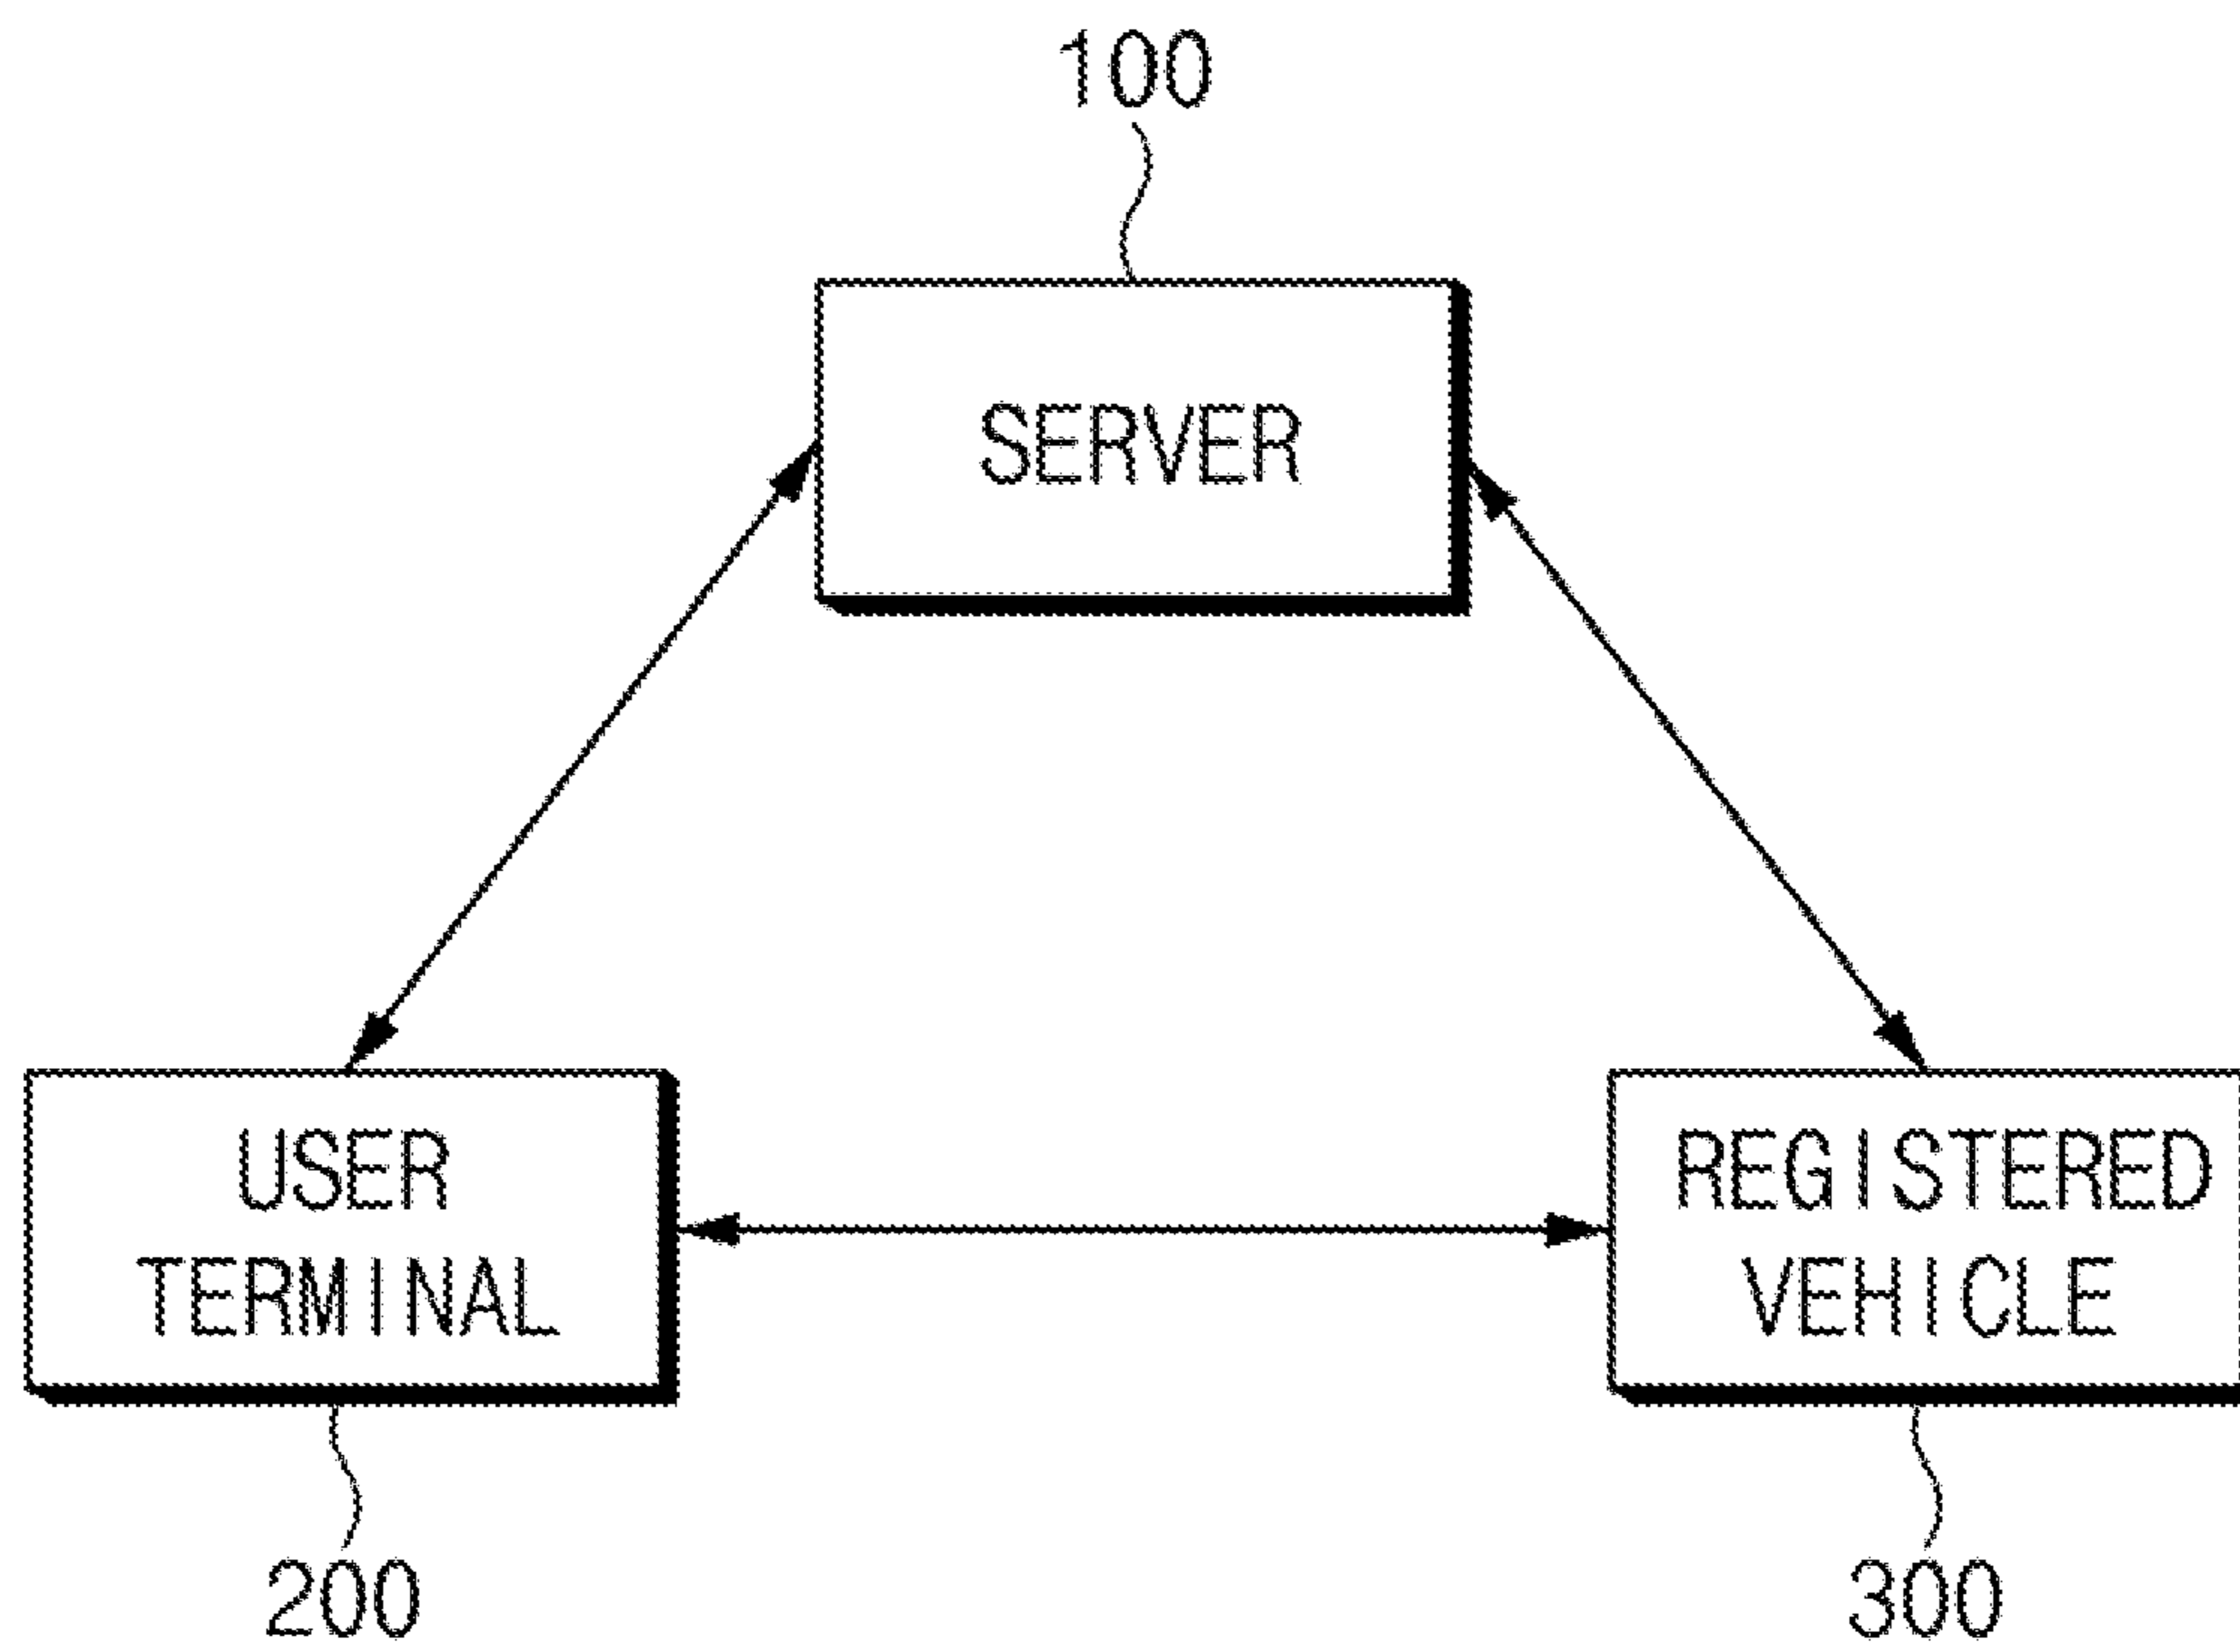 100
SERVER
USER
TERMINAL
REGISTERED
VEHICLE
200
300